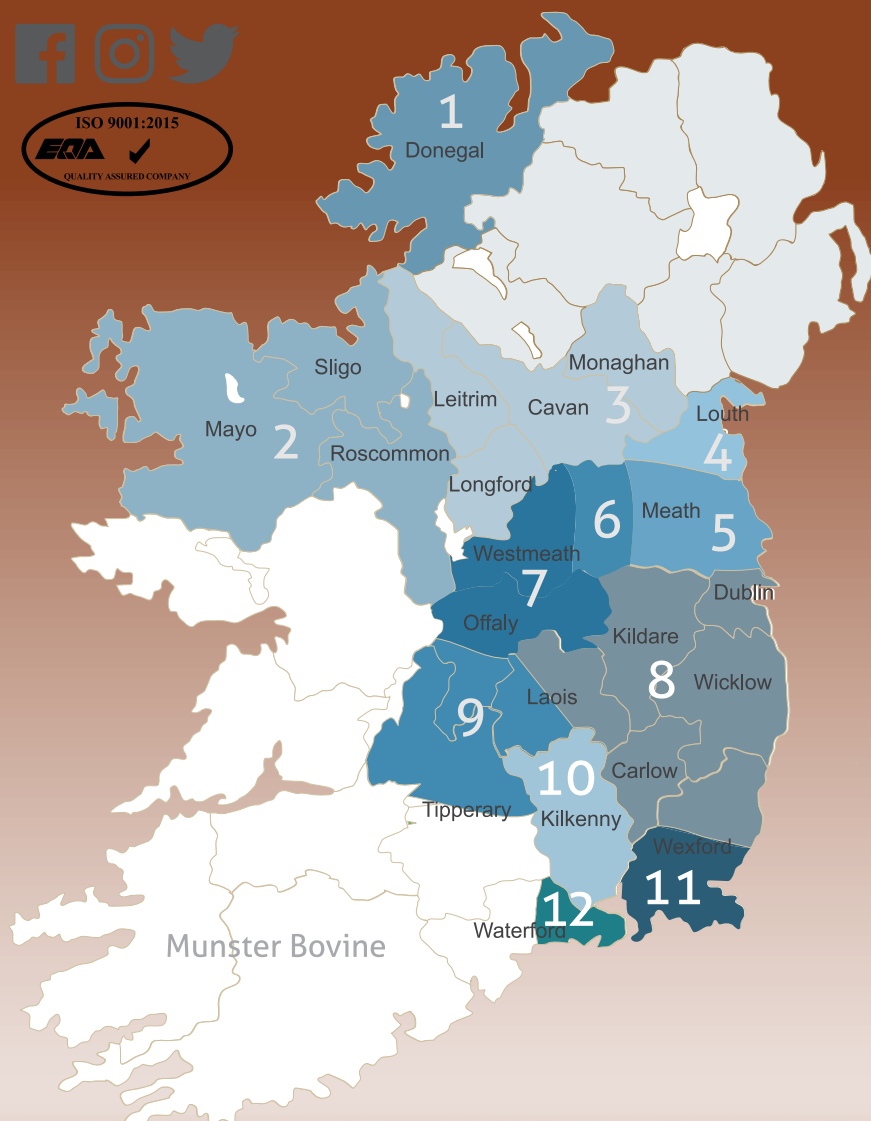 ISO 9001:2015
EQA
QUALITY ASSURED COMPANY
1
Donegal
Sligo
Monaghan
Leitrim
Cavan
3
Louth
Mayo
2
Roscommon
4
Longford
6
Meath
5
Westmeath
7
Dublin
Offaly
Kildare
8
Wicklow
Laois
9
10
Carlow
Tipperary
Kilkenny
Wexford
11
12
Waterford
Munster Bovine